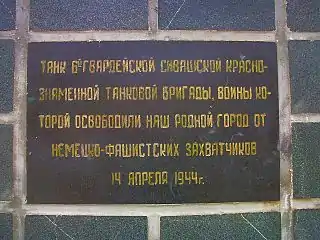 ТАНК 6й ГВАРДЕЙСКОЙ СИВАШСКОЙ КРАСНО-
ЗНАМЕННОЙ ТАНКОВОЙ БРИГАДЫ, ВОИНЫ КО-
ТОРОЙ ОСВОБОДИЛИ НАШ РОДНОЙ ГОРОД ОТ
НЕМЕЦКО-ФАШИСТСКИХ ЗАХВАТЧИКОВ
14 АПРЕЛЯ 1944г.